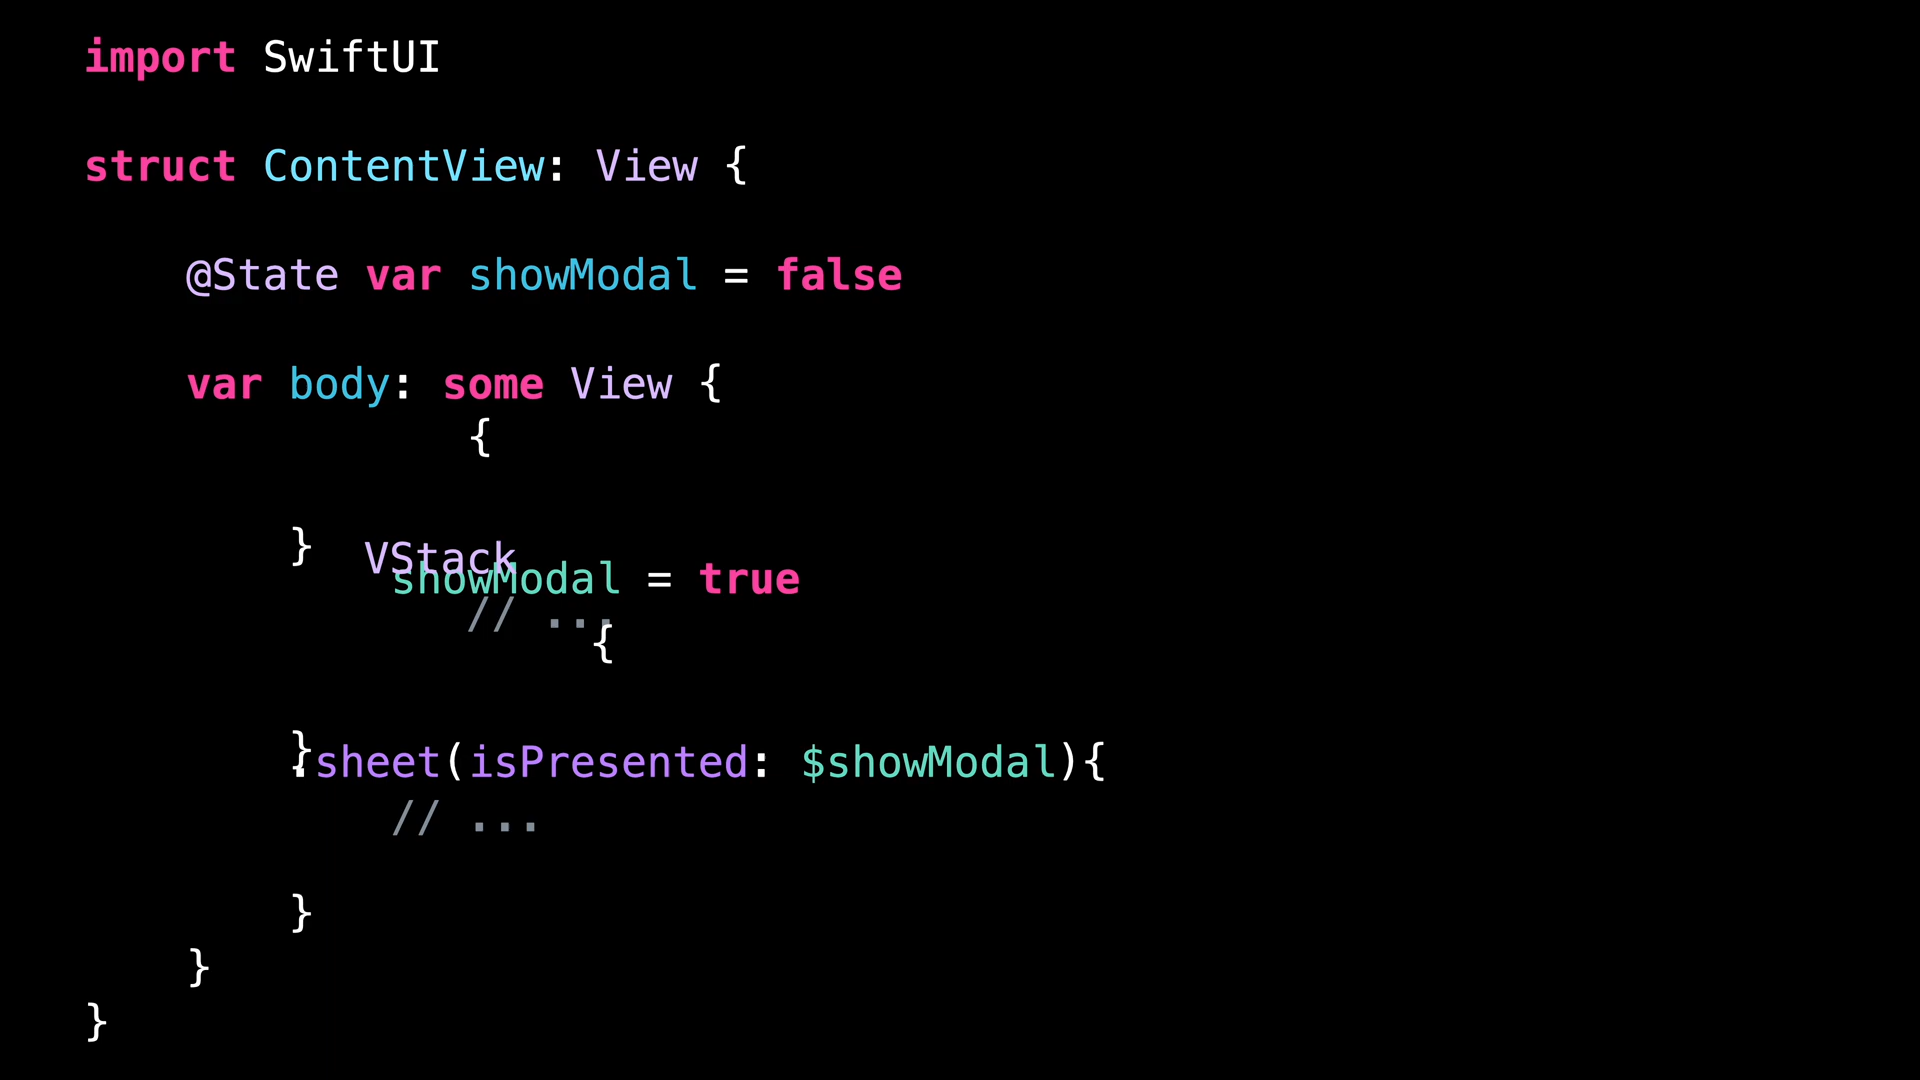 import SwiftUI
struct ContentView: View {
@State var showModal = false
var body: some View {
{
}
VStack
showModal = true
// ...
{
}
.sheet(isPresented: $showModal){
// ...
}
}
}